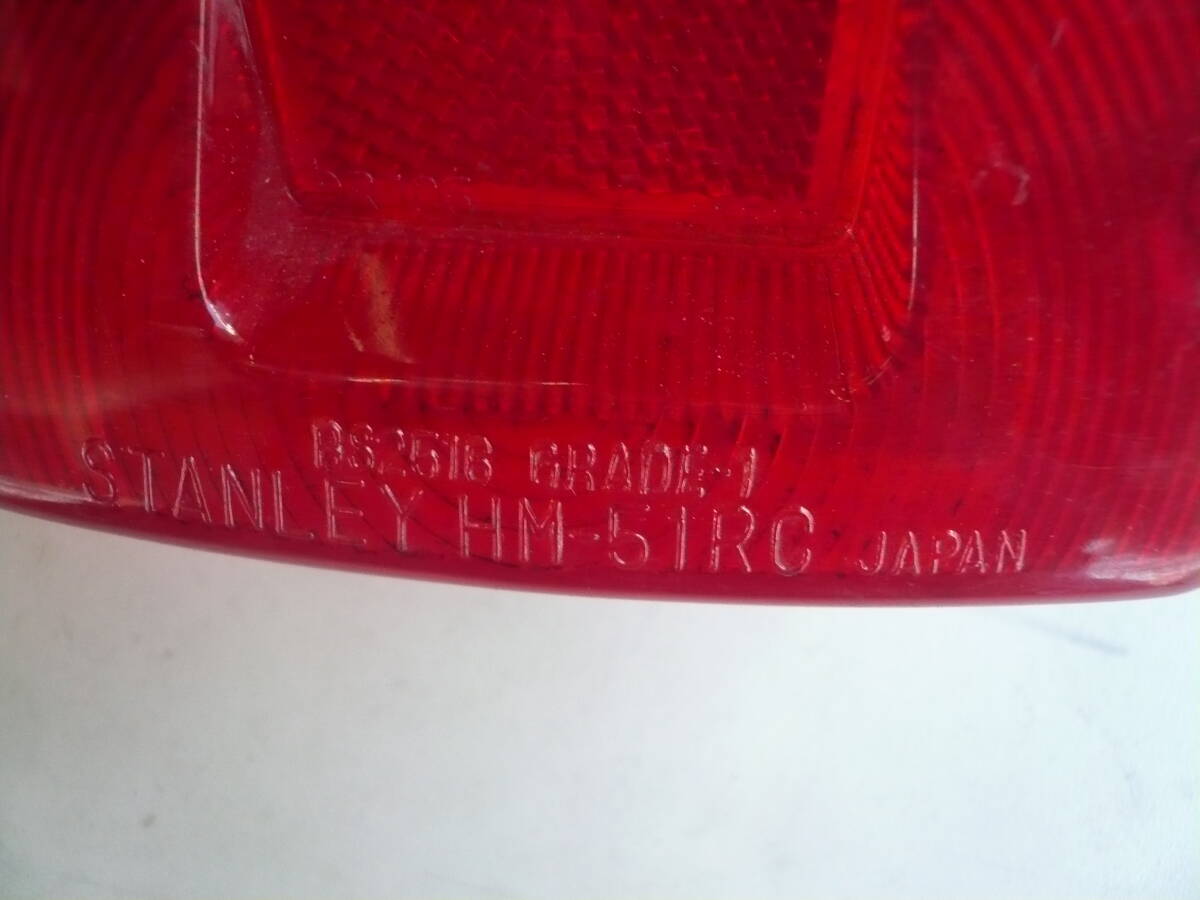 BS2516 GRADE-1
STANLEY HM-51RC JAPAN